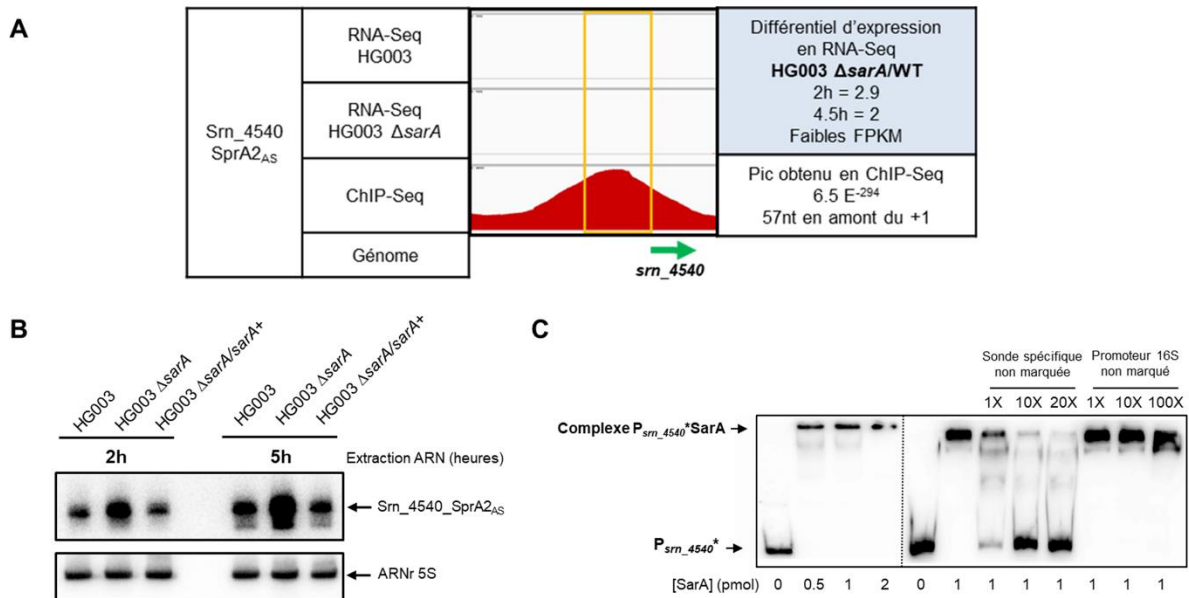 A
Srn_4540
SprA2AS
RNA-Seq
HG003
RNA-Seq
HG003 ΔsarA
ChIP-Seq
Génome
srn_4540
Différentiel d’expression
en RNA-Seq
HG003 ΔsarA/WT
2h = 2.9
4.5h = 2
Faibles FPKM
Pic obtenu en ChIP-Seq
6.5 E-294
57nt en amont du +1
B
HG003
HG003 ΔsarA
HG003 ΔsarA/sarA+
HG003
HG003 ΔsarA
HG003 ΔsarA/sarA+
2h
5h
Extraction ARN (heures)
Srn_4540_SprA2AS
ARNr 5S
C
Sonde spécifique
non marquée
Promoteur 16S
non marqué
1X 10X 20X 1X 10X 100X
Complexe Psrn_4540*SarA
Psrn_4540*
[SarA] (pmol) 0 0.5 1 2 0 1 1 1 1 1 1 1